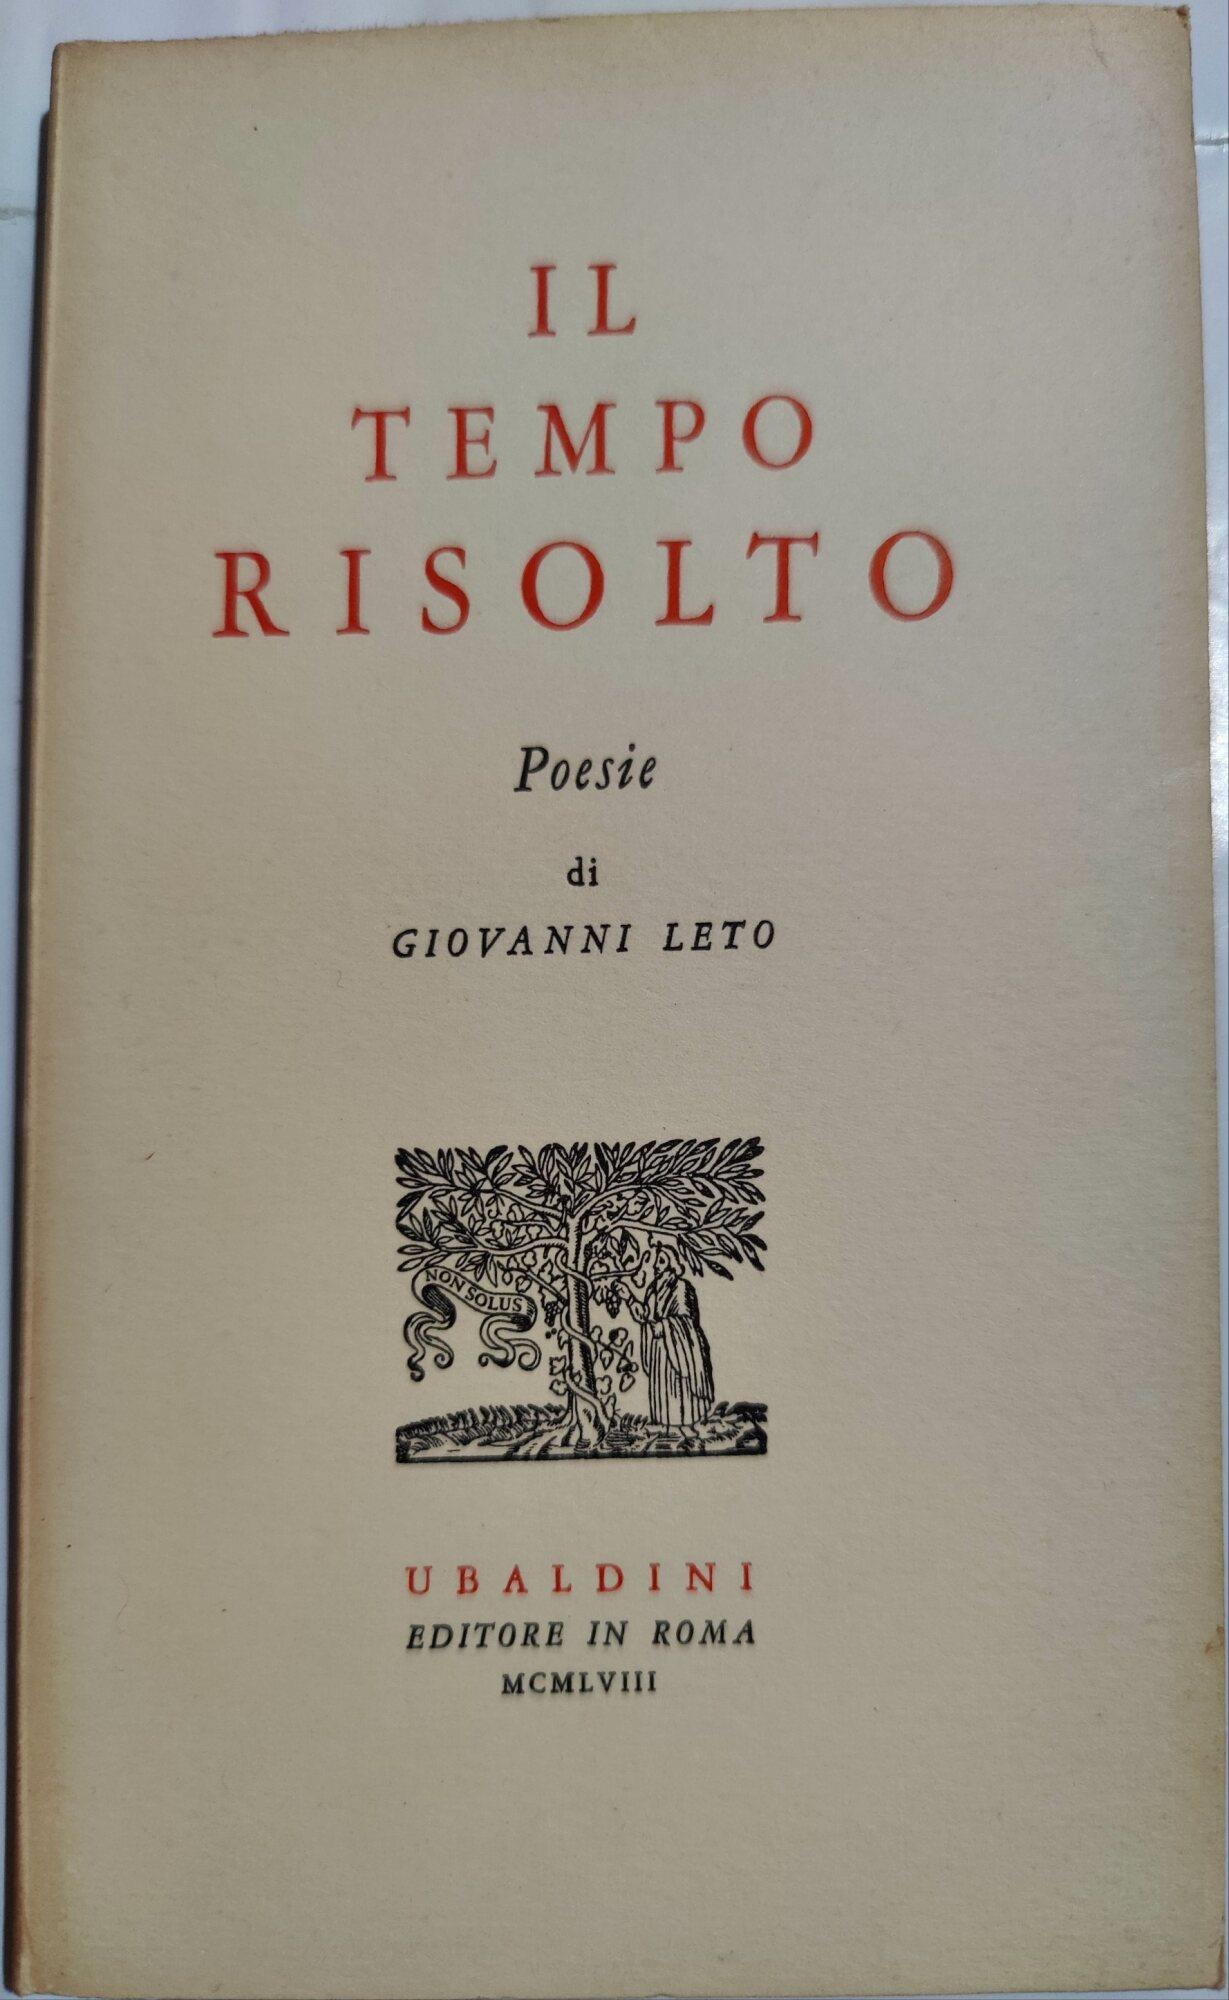 IL
TEMPO
RISOLTO
Poesie
di
GIOVANNI LETO
NON SOLUS
UBALDINI
EDITORE IN ROMA
MCMLVIII